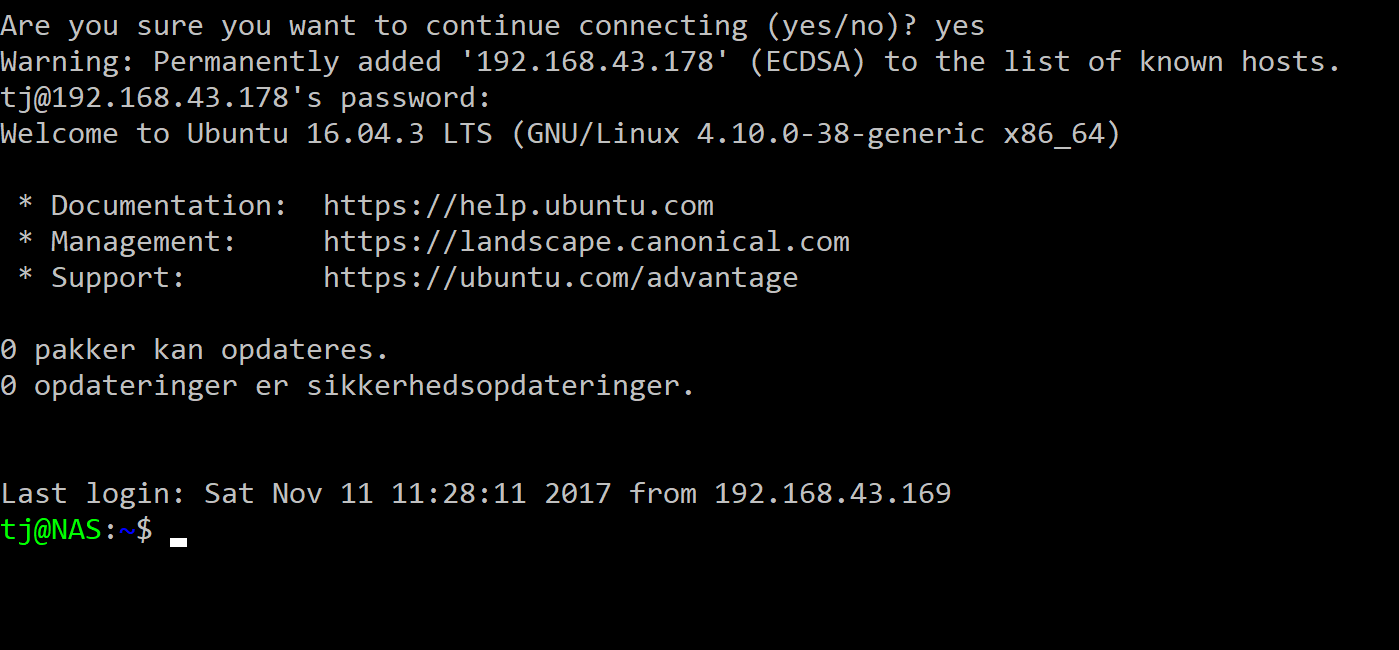 Are you sure you want to continue connecting (yes/no)? yes
Warning: Permanently added '192.168.43.178' (ECDSA) to the list of known hosts.
tj@192.168.43.178's password:
Welcome to Ubuntu 16.04.3 LTS (GNU/Linux 4.10.0-38-generic x86_64)
* Documentation:  https://help.ubuntu.com
* Management:     https://landscape.canonical.com
* Support:        https://ubuntu.com/advantage
0 pakker kan opdateres.
0 opdateringer er sikkerhedsopdateringer.
Last login: Sat Nov 11 11:28:11 2017 from 192.168.43.169
tj@NAS:~$